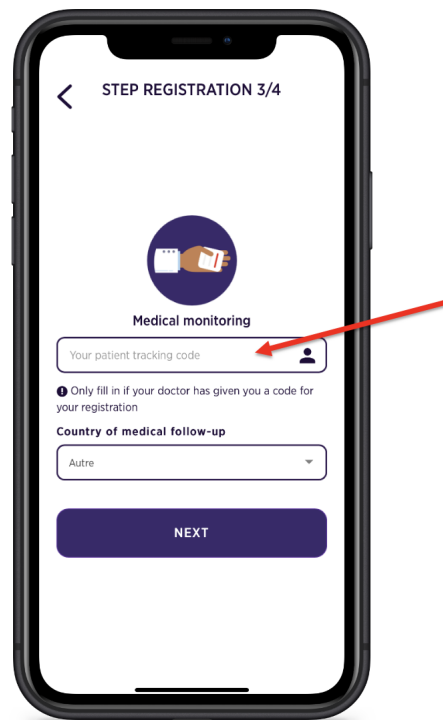 STEP REGISTRATION 3/4
Medical monitoring
Your patient tracking code
Only fill in if your doctor has given you a code for
your registration
Country of medical follow-up
Autre
NEXT